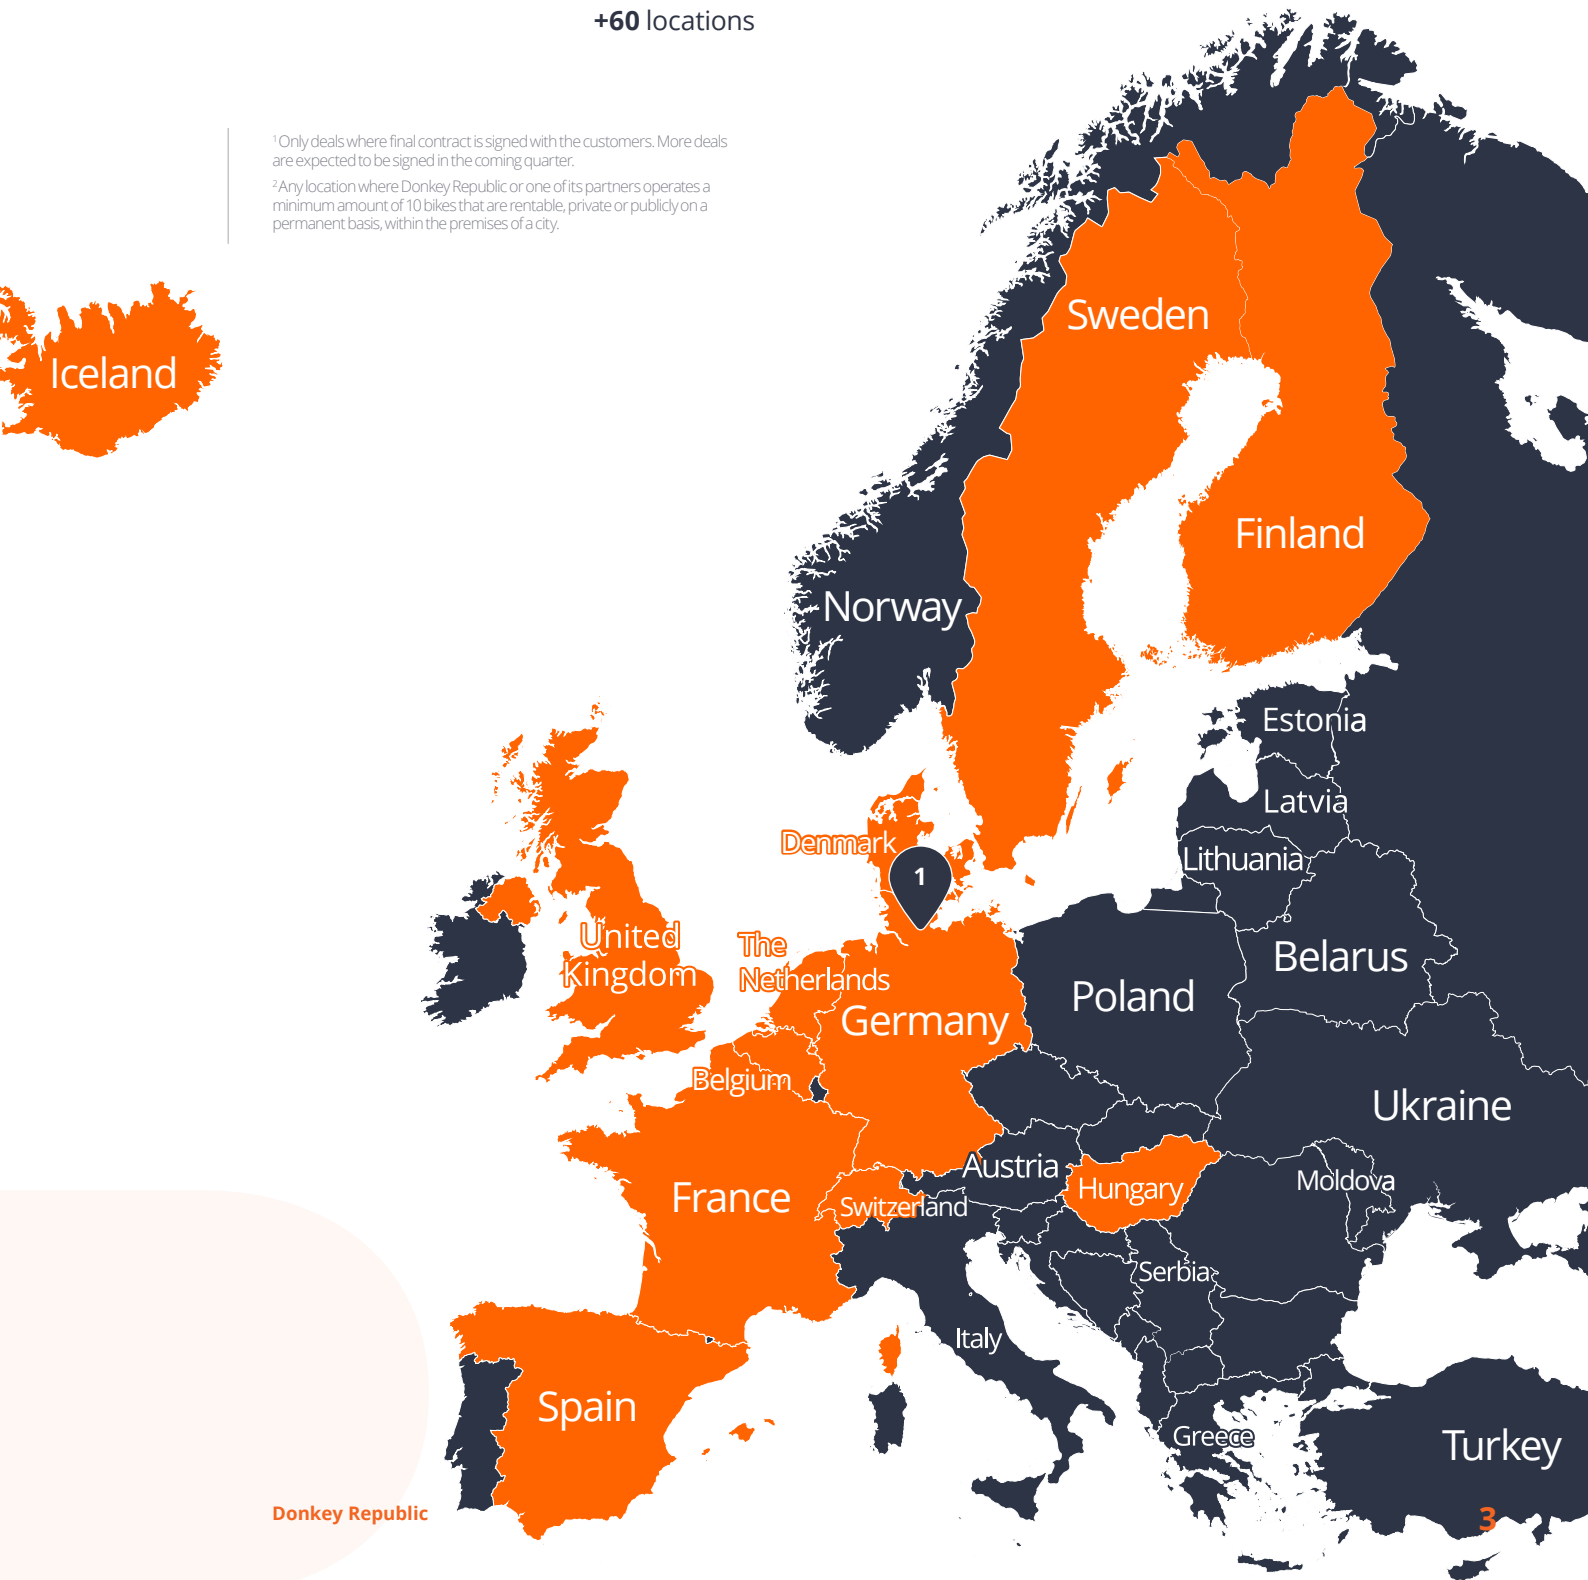 +60 locations
¹ Only deals where final contract is signed with the customers. More deals
are expected to be signed in the coming quarter.
² Any location where Donkey Republic or one of its partners operates a
minimum amount of 10 bikes that are rentable, private or publicly on a
permanent basis, within the premises of a city.
Sweden
Iceland
Finland
Norway
Estonia
Latvia
Denmark
Lithuania
1
United
Kingdom
The
Netherlands
Belarus
Poland
Germany
Belgium
Ukraine
Austria
Hungary
Moldova
France
Switzerland
Serbia
Italy
Spain
Greece
Turkey
Donkey Republic
3